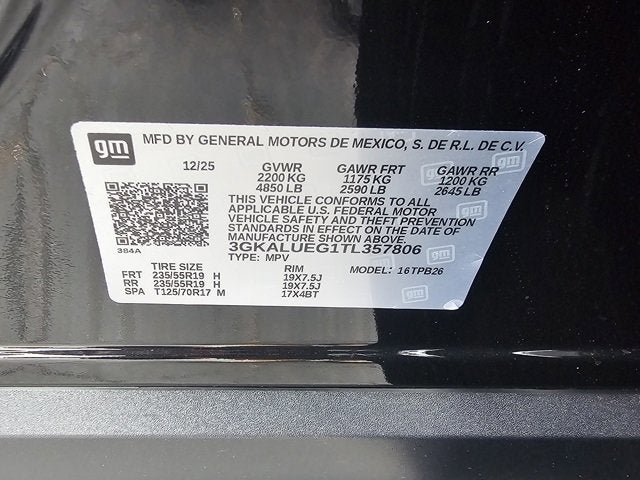 gm MFD BY GENERAL MOTORS DE MEXICO, S. DE R.L. DE C.V.
12/25 GVWR GAWR FRT GAWR RR
2200 KG 1175 KG 1200 KG
4850 LB 2590 LB 2645 LB
THIS VEHICLE CONFORMS TO ALL
APPLICABLE U.S. FEDERAL MOTOR
VEHICLE SAFETY AND THEFT PREVENTION
STANDARDS IN EFFECT ON THE DATE OF
MANUFACTURE SHOWN ABOVE.
384A 3GKALUEG1TL357806
TYPE: MPV MODEL: 16TPB26
TIRE SIZE RIM
FRT 235/55R19 H 19X7.5J
RR 235/55R19 H 19X7.5J
SPA T125/70R17 M 17X4BT